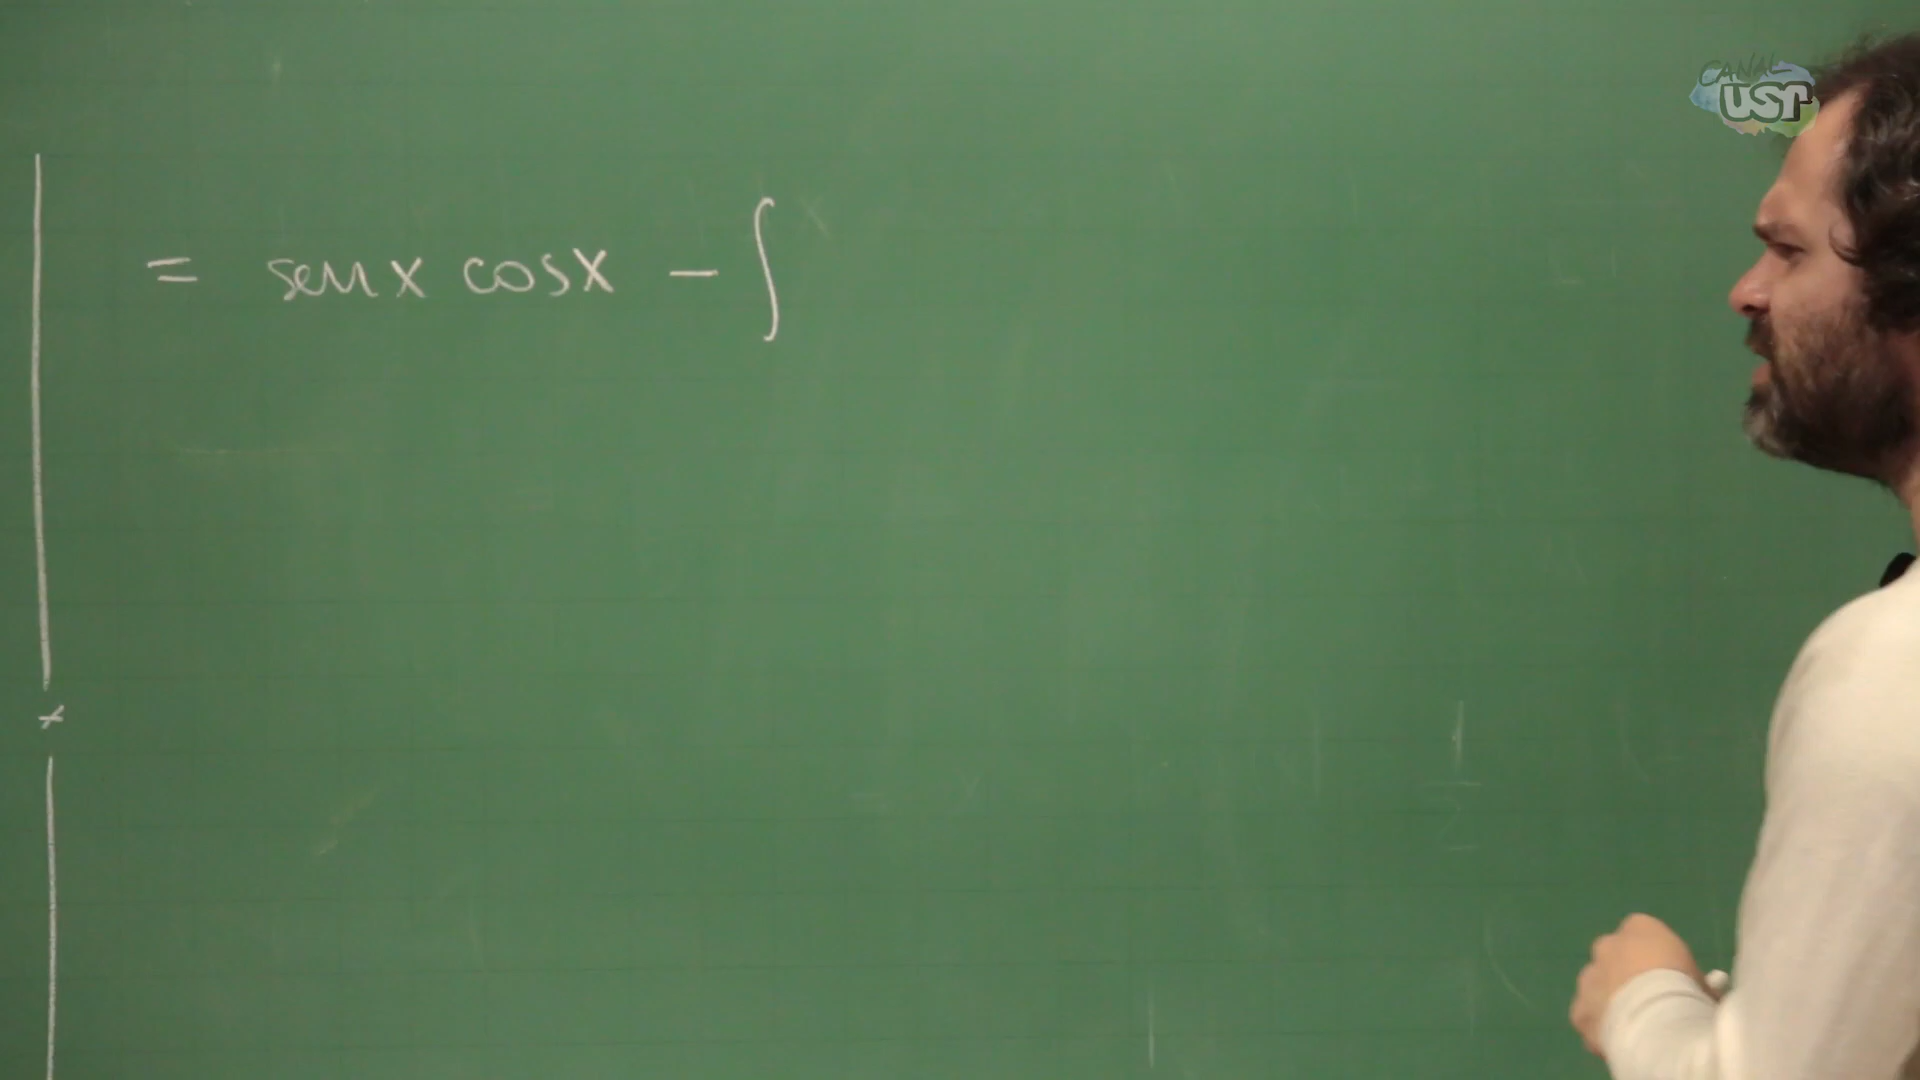 CANAL
USP
= sen x cos x - ∫